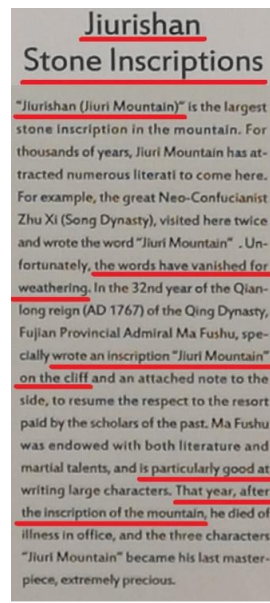 Jiurishan
Stone Inscriptions
"Jiurishan (Jiuri Mountain)" is the largest
stone inscription in the mountain. For
thousands of years, Jiuri Mountain has at-
tracted numerous literati to come here.
For example, the great Neo-Confucianist
Zhu Xi (Song Dynasty), visited here twice
and wrote the word "Jiuri Mountain" . Un-
fortunately, the words have vanished for
weathering. In the 32nd year of the Qian-
long reign (AD 1767) of the Qing Dynasty,
Fujian Provincial Admiral Ma Fushu, spe-
cially wrote an inscription "Jiuri Mountain"
on the cliff and an attached note to the
side, to resume the respect to the resort
paid by the scholars of the past. Ma Fushu
was endowed with both literature and
martial talents, and is particularly good at
writing large characters. That year, after
the inscription of the mountain, he died of
illness in office, and the three characters
"Jiuri Mountain" became his last master-
piece, extremely precious.